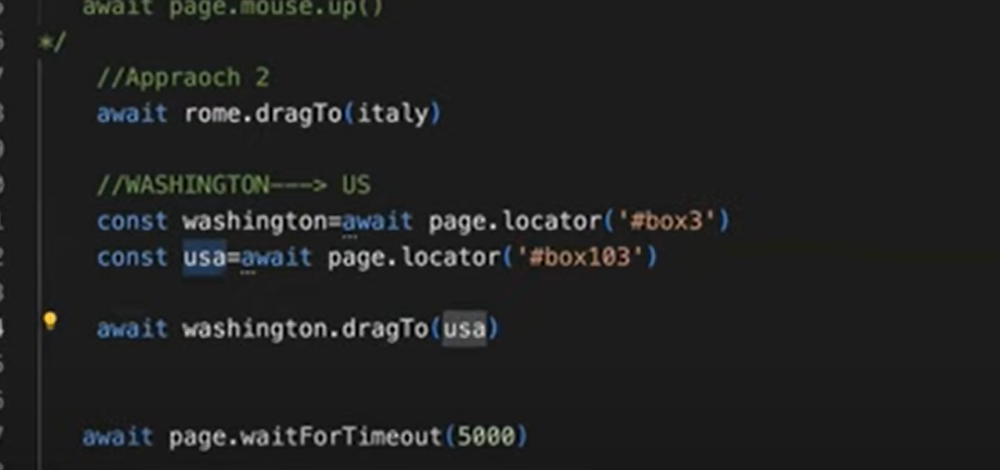 await page.mouse.up()
*/
//Appraoch 2
await rome.dragTo(italy)
//WASHINGTON---> US
const washington=await page.locator('#box3')
const usa=await page.locator('#box103')
await washington.dragTo(usa)
await page.waitForTimeout(5000)